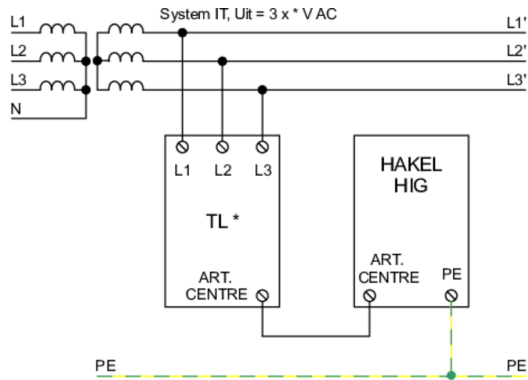 System IT, Uit = 3 x * V AC
L1
L1'
L2
L2'
L3
L3'
N
L1 L2 L3
TL *
ART.
CENTRE
HAKEL
HIG
ART.
CENTRE
PE
PE
PE